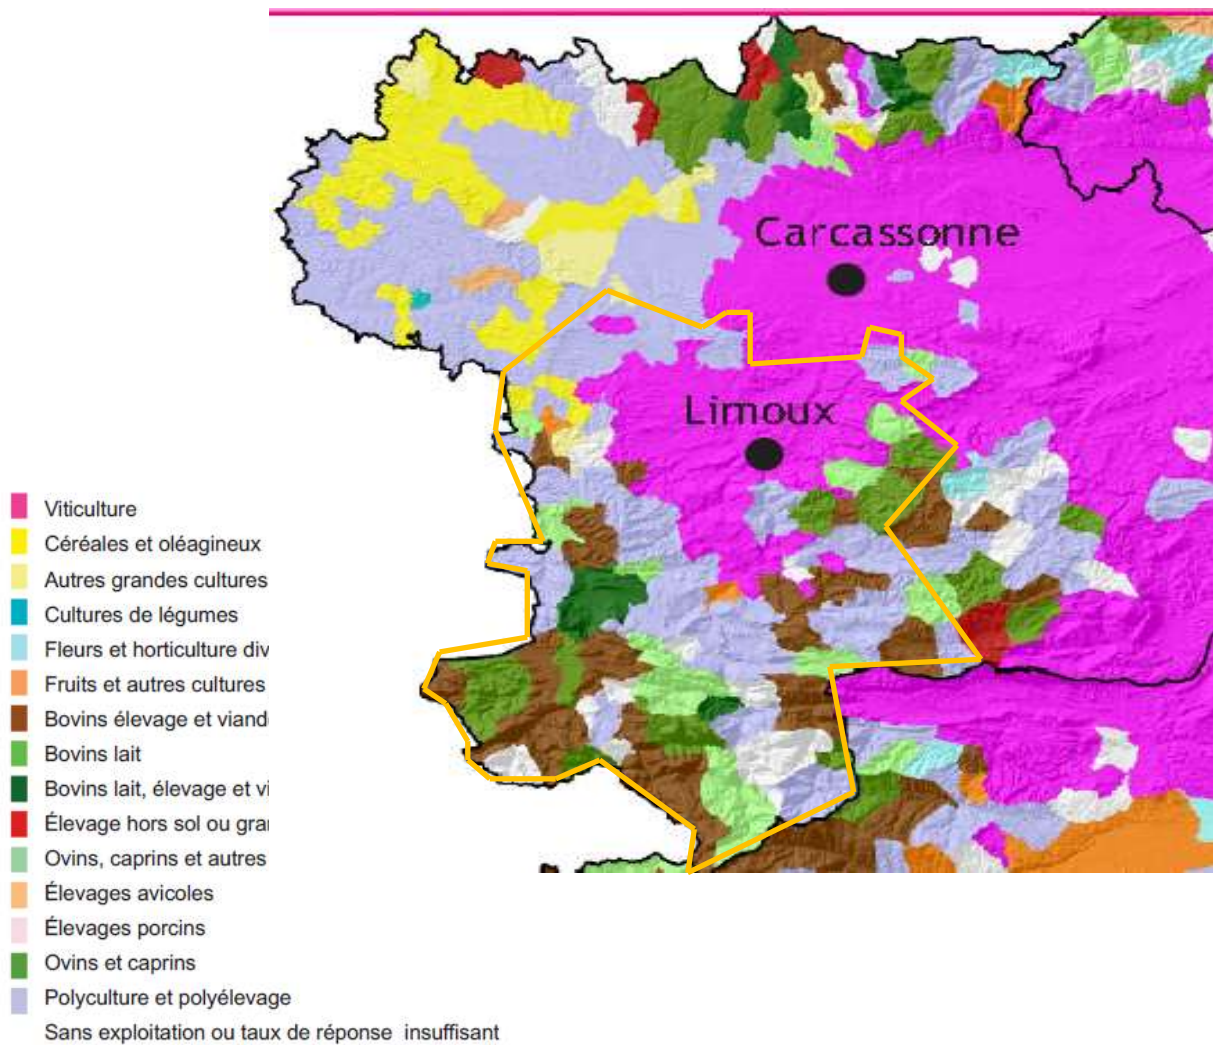 Carcassonne
Limoux
Viticulture
Céréales et oléagineux
Autres grandes cultures
Cultures de légumes
Fleurs et horticulture div
Fruits et autres cultures
Bovins élevage et viand
Bovins lait
Bovins lait, élevage et vi
Élevage hors sol ou gra
Ovins, caprins et autres
Élevages avicoles
Élevages porcins
Ovins et caprins
Polyculture et polyélevage
Sans exploitation ou taux de réponse insuffisant